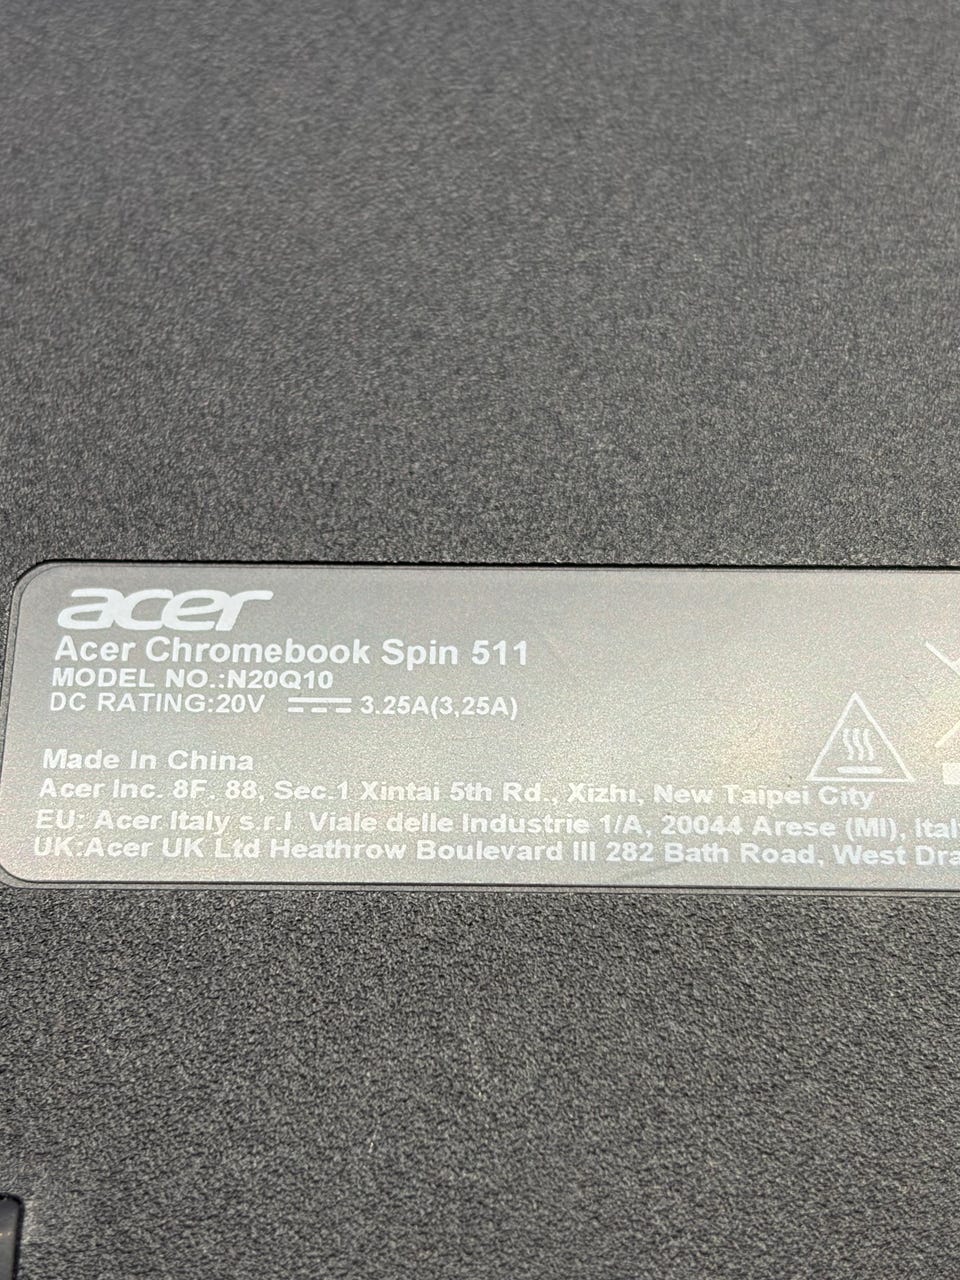 acer
Acer Chromebook Spin 511
MODEL NO.:N20Q10
DC RATING:20V ⎓ 3.25A(3,25A)
Made In China
Acer Inc. 8F. 88, Sec.1 Xintai 5th Rd., Xizhi, New Taipei City
EU: Acer Italy s.r.l. Viale delle Industrie 1/A, 20044 Arese (MI),
UK:Acer UK Ltd Heathrow Boulevard III 282 Bath Road, West